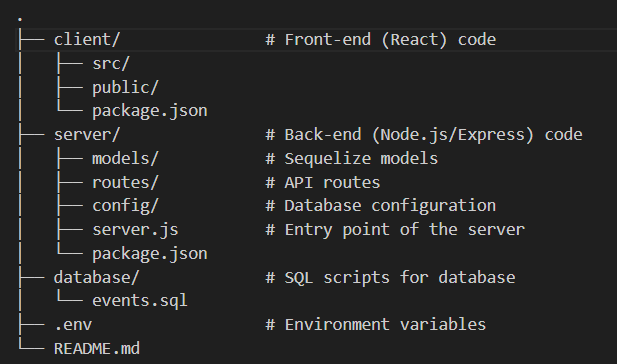 .
├── client/               # Front-end (React) code
│   ├── src/
│   ├── public/
│   └── package.json
├── server/               # Back-end (Node.js/Express) code
│   ├── models/           # Sequelize models
│   ├── routes/           # API routes
│   ├── config/           # Database configuration
│   ├── server.js         # Entry point of the server
│   └── package.json
├── database/             # SQL scripts for database
│   └── events.sql
├── .env                  # Environment variables
└── README.md